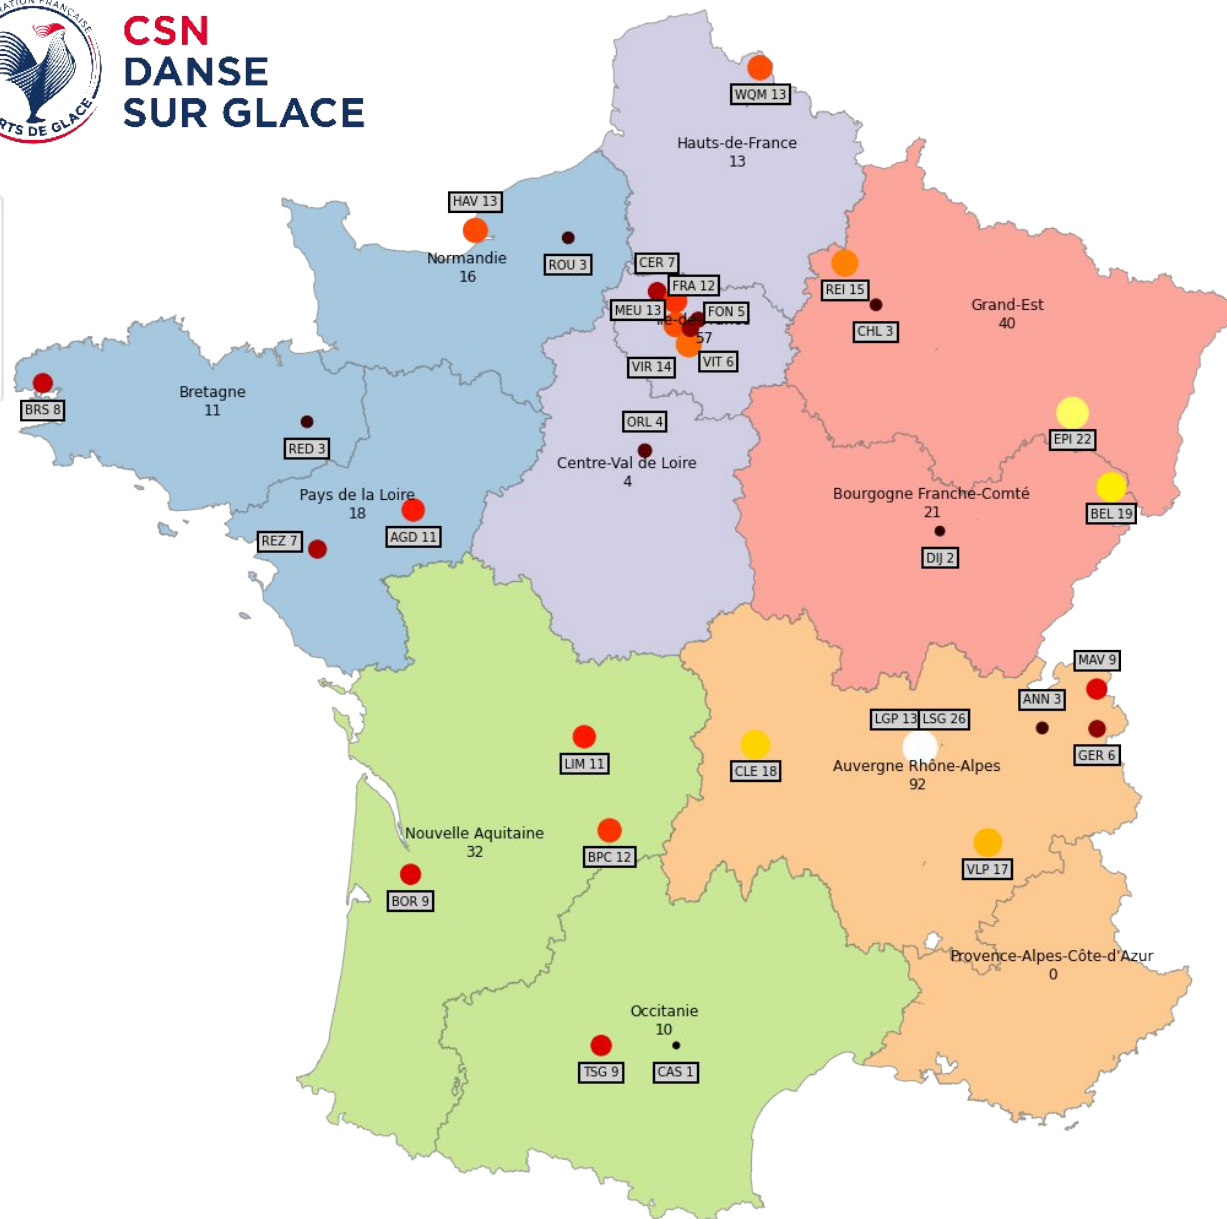 RATION FRANÇAISE
RTS DE GLACE
CSN
DANSE
SUR GLACE
WQM 13
Hauts-de-France
13
HAV 13
Normandie
16
ROU 3
CER 7
FRA 12
MEU 13
FON 5
57
VIR 14
VIT 6
REI 15
CHL 3
Grand-Est
40
EPI 22
BRS 8
Bretagne
11
RED 3
ORL 4
Centre-Val de Loire
4
Pays de la Loire
18
AGD 11
REZ 7
Bourgogne Franche-Comté
21
BEL 19
DIJ 2
MAV 9
ANN 3
LGP 13
LSG 26
GER 6
CLE 18
Auvergne Rhône-Alpes
92
LIM 11
Nouvelle Aquitaine
32
BPC 12
BOR 9
VLP 17
Provence-Alpes-Côte-d'Azur
0
Occitanie
10
TSG 9
CAS 1